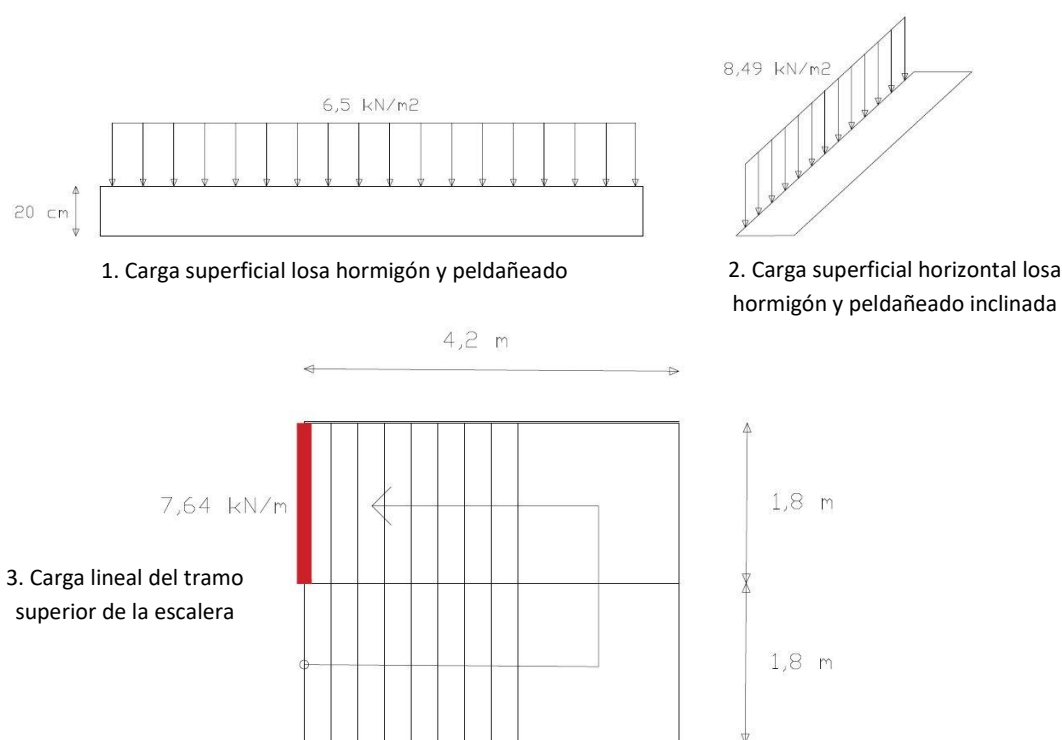 6,5 kN/m2
8,49 kN/m2
20 cm
1. Carga superficial losa hormigón y peldañeado
2. Carga superficial horizontal losa
hormigón y peldañeado inclinada
4,2 m
7,64 kN/m
1,8 m
3. Carga lineal del tramo
superior de la escalera
1,8 m